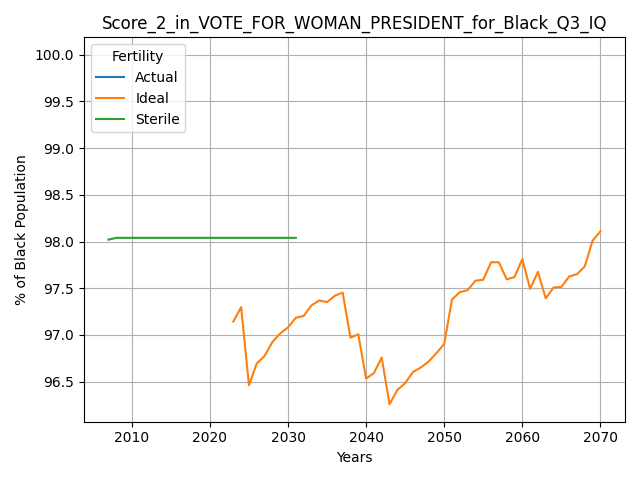 Score_2_in_VOTE_FOR_WOMAN_PRESIDENT_for_Black_Q3_IQ
% of Black Population
100.0
99.5
99.0
98.5
98.0
97.5
97.0
96.5
Fertility
Actual
Ideal
Sterile
2010 2020 2030 2040 2050 2060 2070
Years